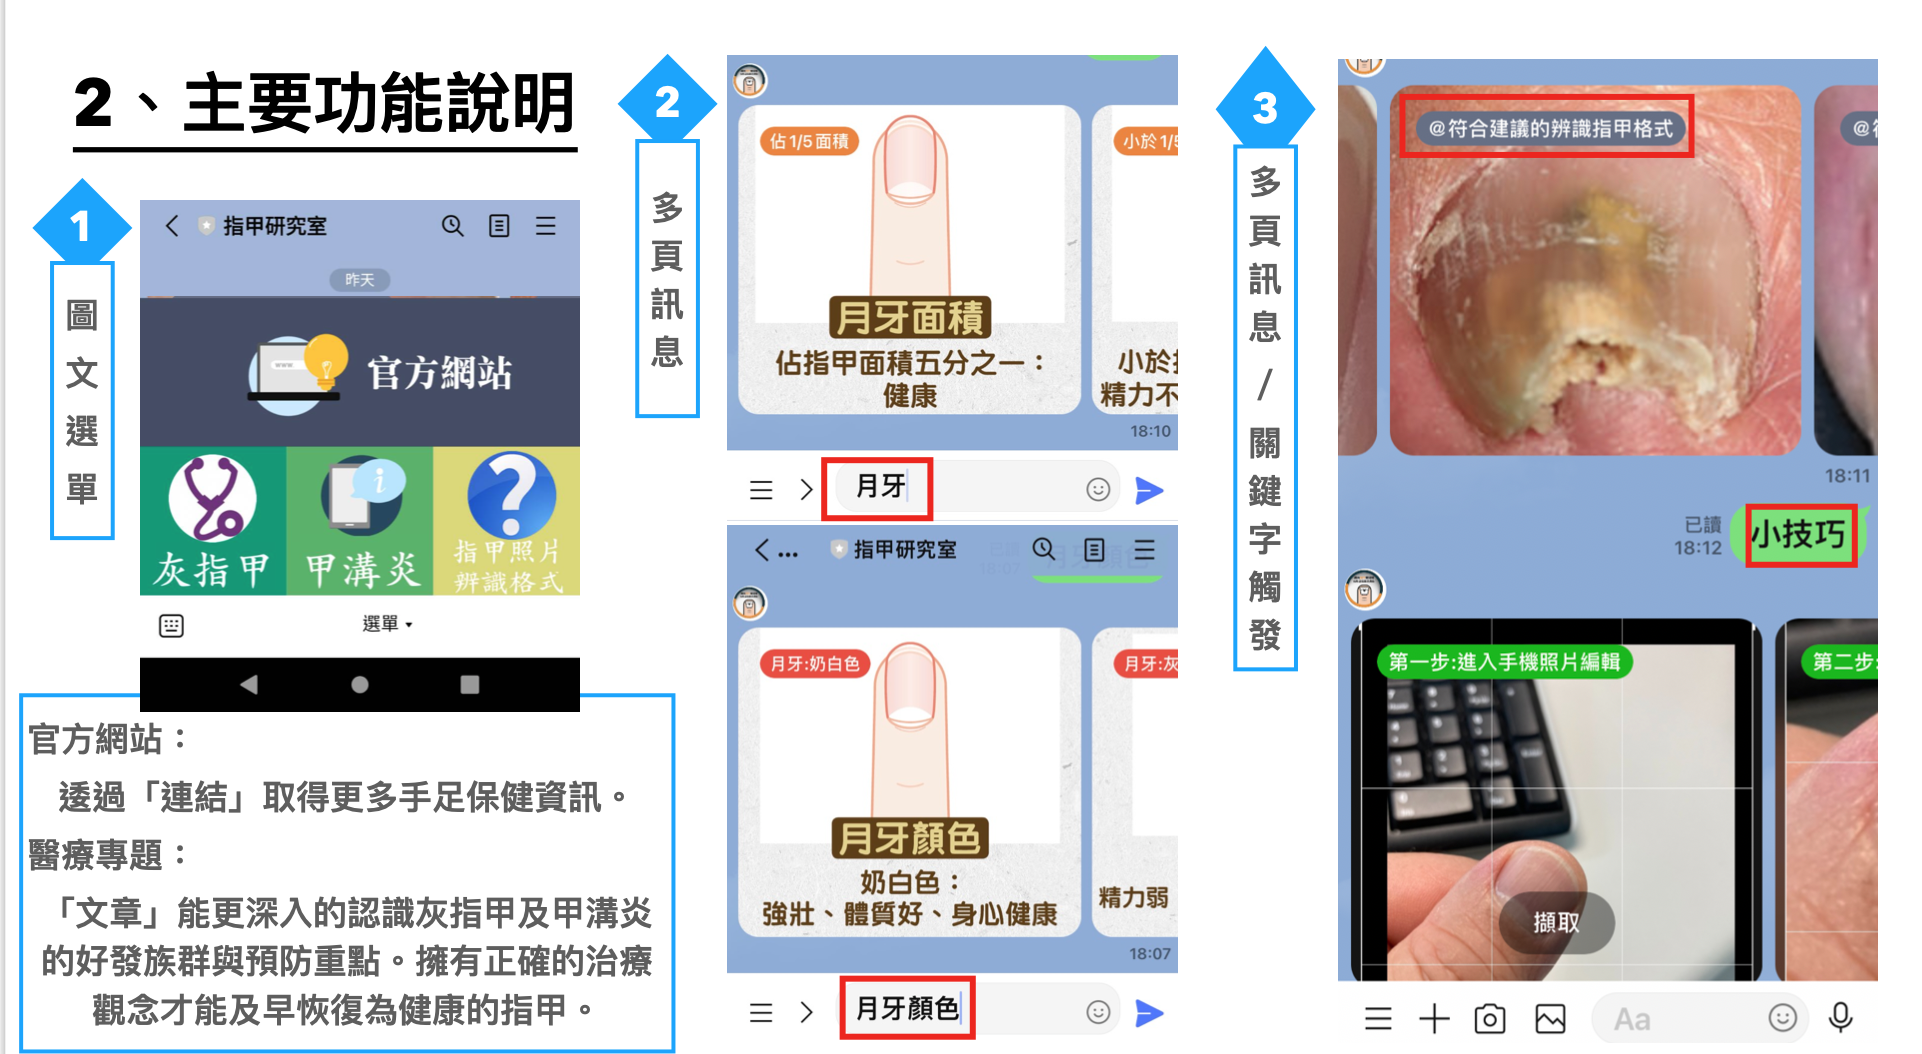 2、主要功能說明
1
圖文選單
指甲研究室
昨天
www
官方網站
i
?
灰指甲
甲溝炎
指甲照片
辨識格式
選單
官方網站：
透過「連結」取得更多手足保健資訊。
醫療專題：
「文章」能更深入的認識灰指甲及甲溝炎
的好發族群與預防重點。擁有正確的治療
觀念才能及早恢復為健康的指甲。
2
多頁訊息
佔1/5面積
月牙面積
佔指甲面積五分之一：
健康
小於1/5
小於
精力不
18:10
月牙
...
指甲研究室
已讀
18:07
月牙顏色
月牙:奶白色
月牙顏色
奶白色：
強壯、體質好、身心健康
月牙:灰
精力弱
18:07
月牙顏色
3
多頁訊息/關鍵字觸發
@符合建議的辨識指甲格式
@符
18:11
已讀
18:12
小技巧
第一步:進入手機照片編輯
擷取
第二步:
Aa